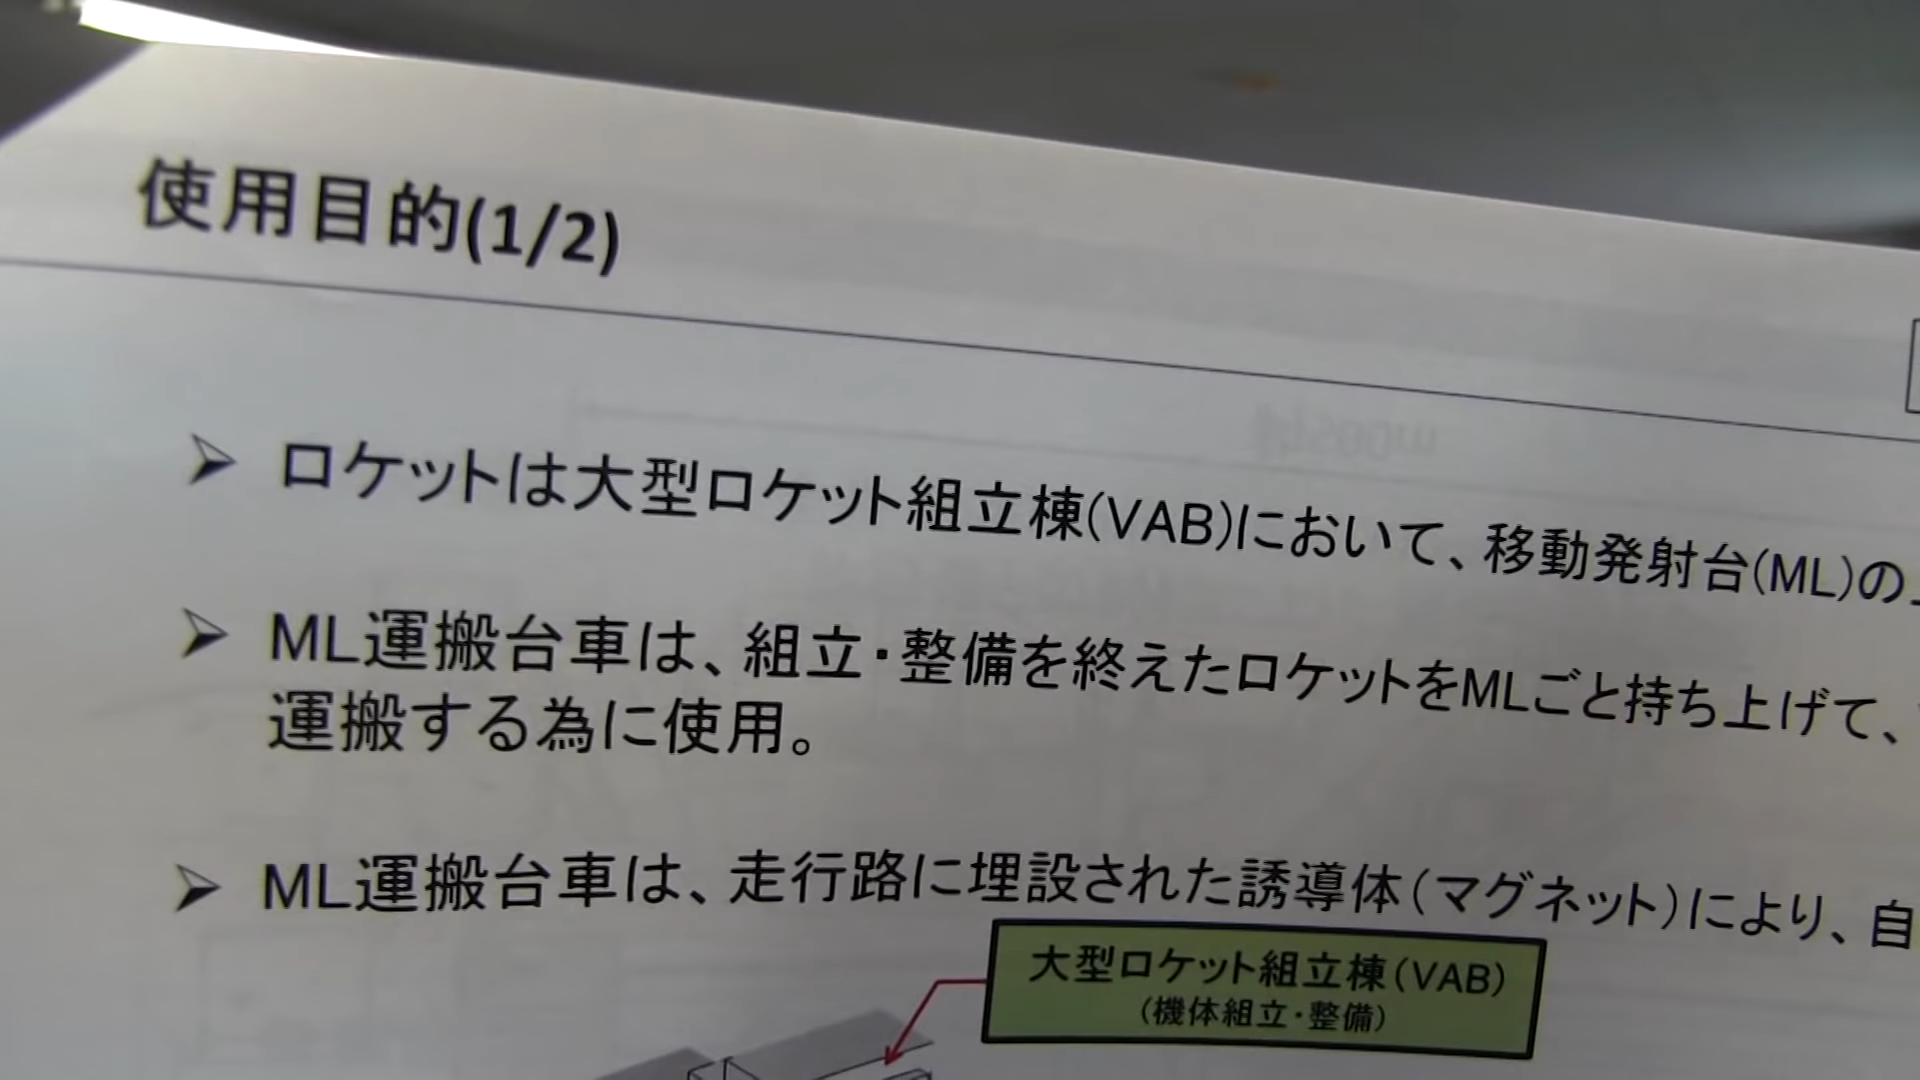 使用目的(1/2)
➢ ロケットは大型ロケット組立棟(VAB)において、移動発射台(ML)の
➢ ML運搬台車は、組立・整備を終えたロケットをMLごと持ち上げて、
運搬する為に使用。
➢ ML運搬台車は、走行路に埋設された誘導体(マグネット)により、自
大型ロケット組立棟(VAB)
(機体組立・整備)